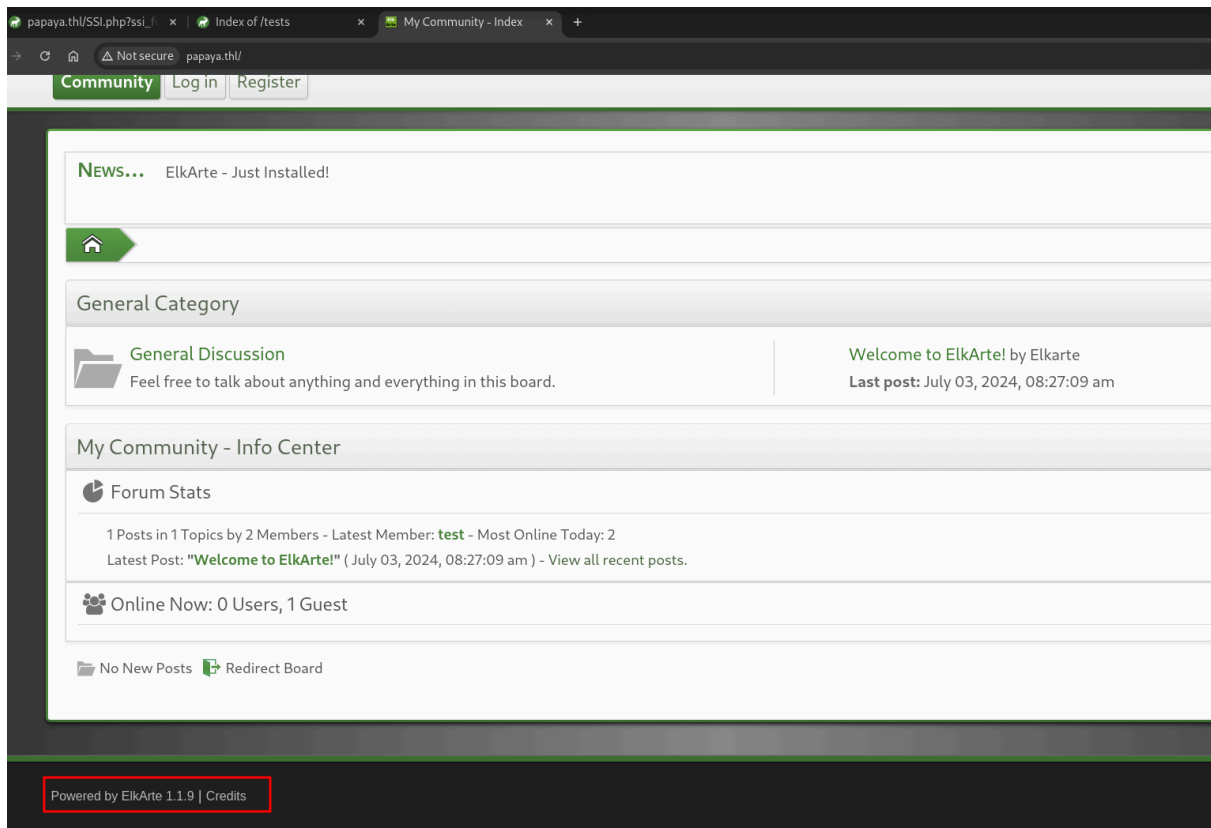 papaya.thl/SSI.php?ssi_fu Index of /tests My Community - Index
Not secure papaya.thl/
Community Log in Register
News... ElkArte - Just Installed!
General Category
General Discussion
Feel free to talk about anything and everything in this board.
Welcome to ElkArte! by Elkarte
Last post: July 03, 2024, 08:27:09 am
My Community - Info Center
Forum Stats
1 Posts in 1 Topics by 2 Members - Latest Member: test - Most Online Today: 2
Latest Post: "Welcome to ElkArte!" ( July 03, 2024, 08:27:09 am ) - View all recent posts.
Online Now: 0 Users, 1 Guest
No New Posts Redirect Board
Powered by ElkArte 1.1.9 | Credits